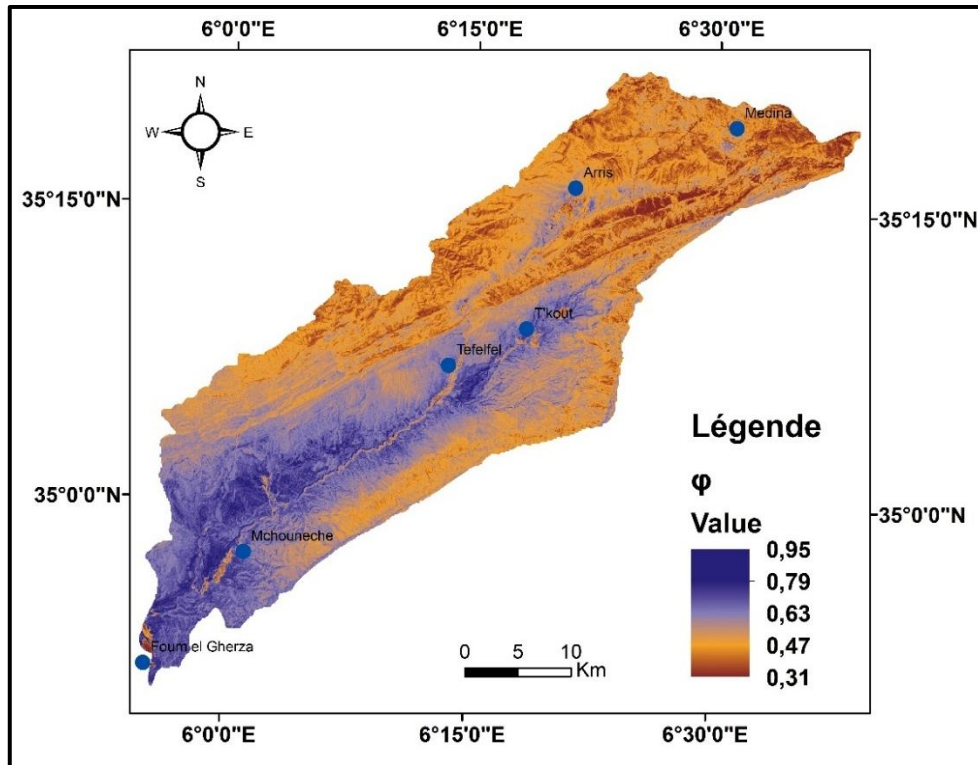 6°0'0"E 6°15'0"E 6°30'0"E
N
W E
S
Medina
Arris
35°15'0"N 35°15'0"N
T'kout
Tefelfel
Légende
φ
35°0'0"N 35°0'0"N
Value
Mchouneche
0,95
0,79
0,63
0,47
0,31
Foum el Gherza
0 5 10
Km
6°0'0"E 6°15'0"E 6°30'0"E